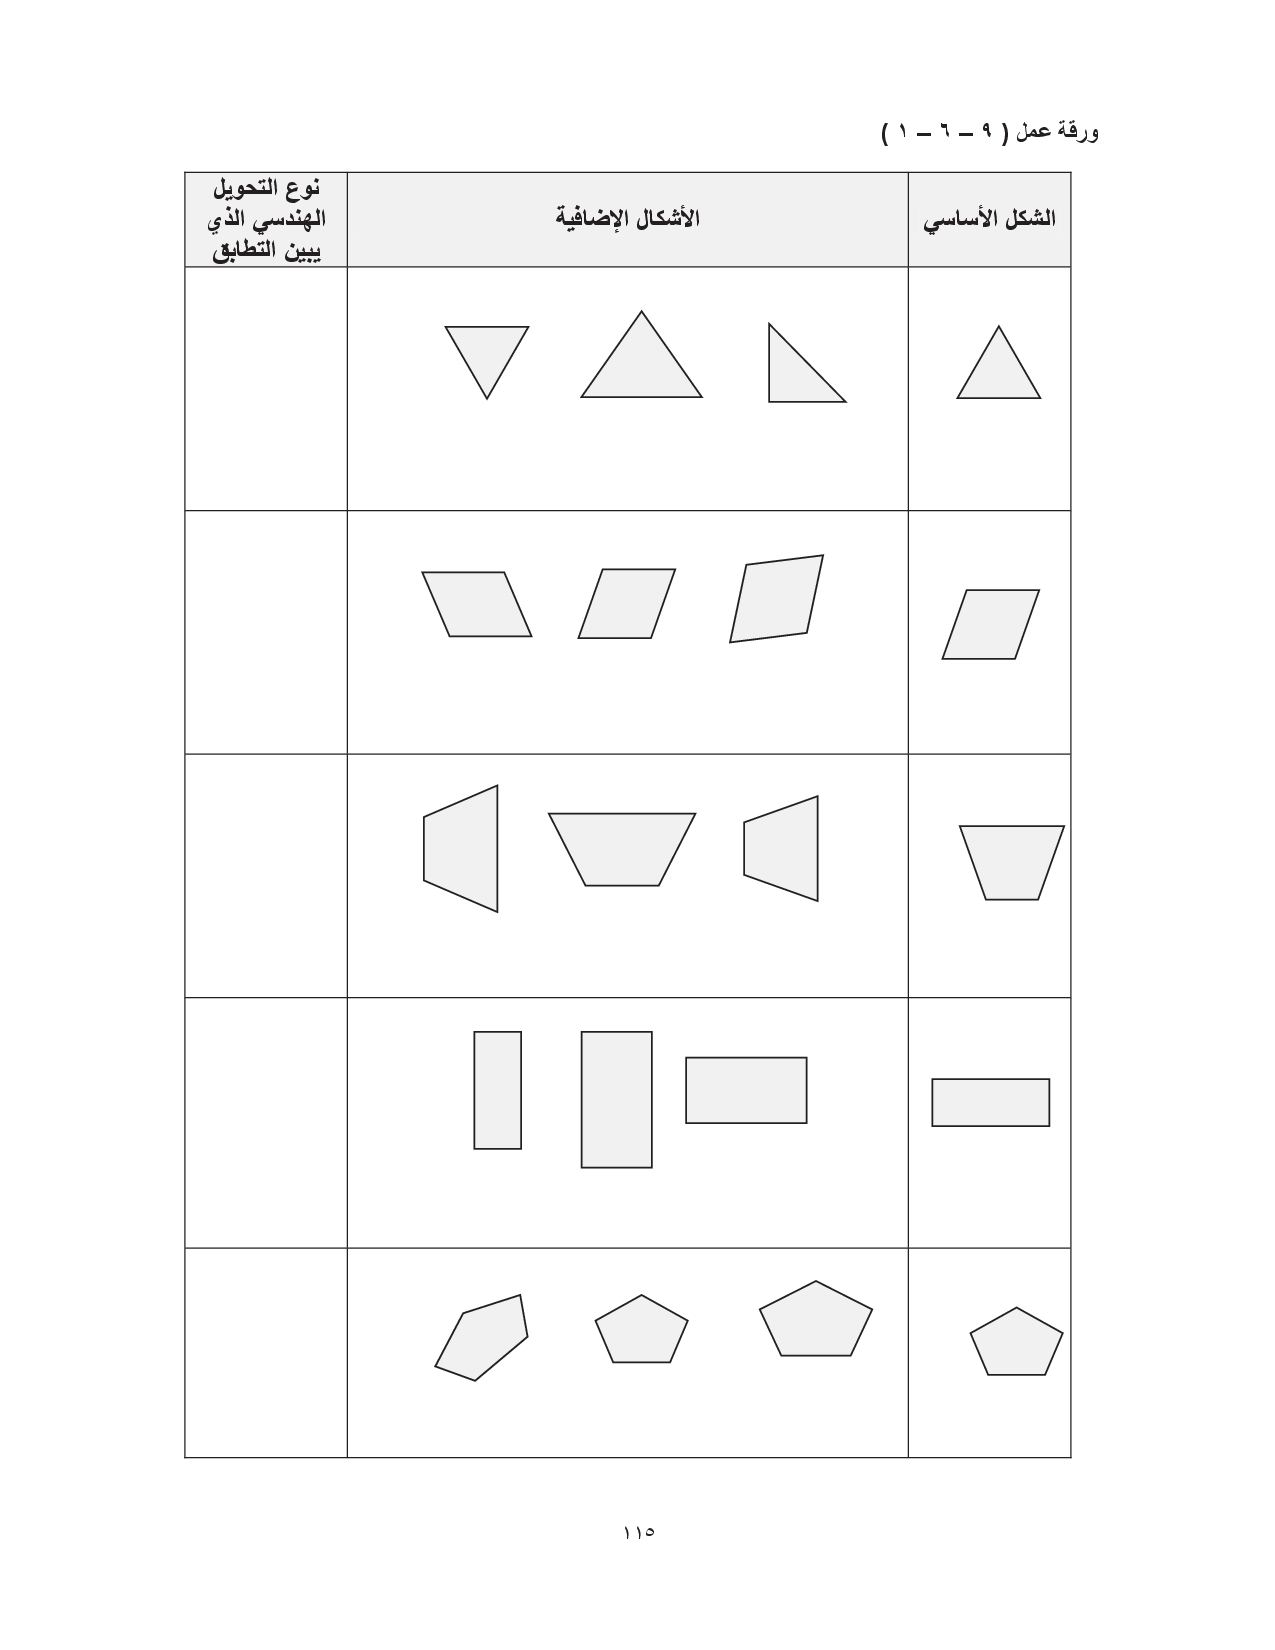 ورقة عمل ( ٩ – ٦ – ١ )
الشكل الأساسي
الأشكال الإضافية
نوع التحويل
الهندسي الذي
يبين التطابق
١١٥